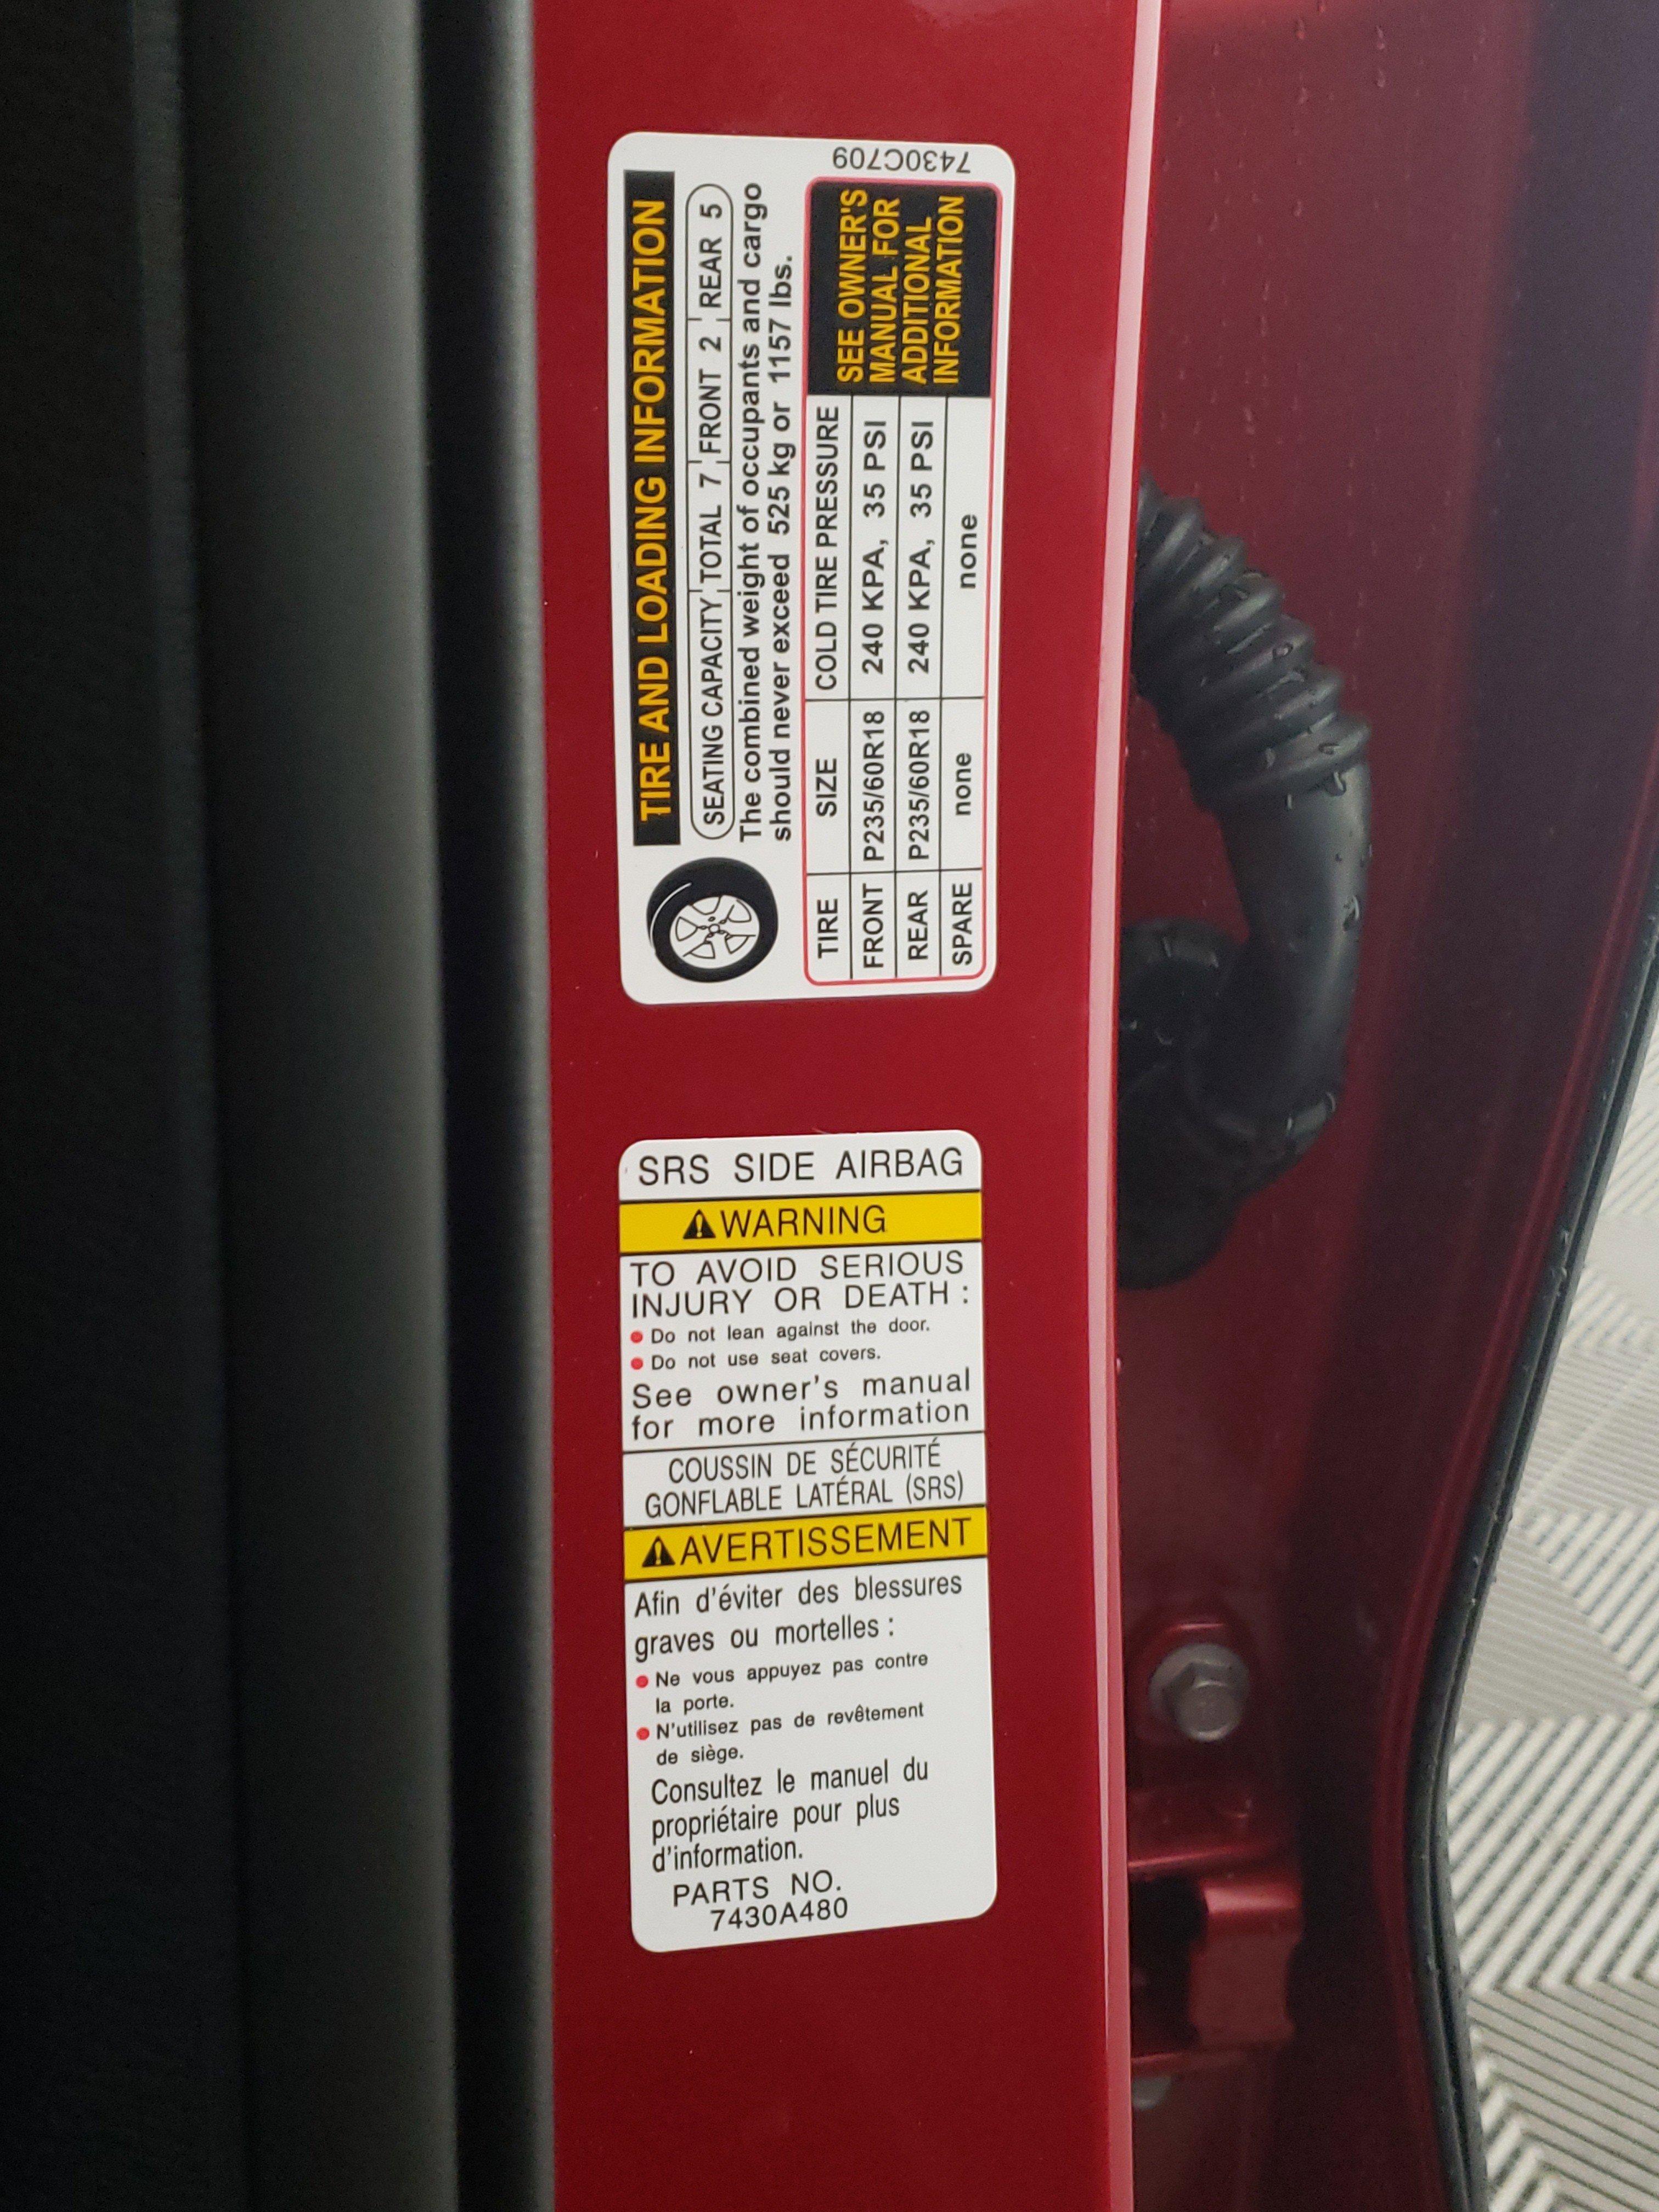 TIRE AND LOADING INFORMATION
SEATING CAPACITY TOTAL 7 FRONT 2 REAR 5
The combined weight of occupants and cargo
should never exceed 525 kg or 1157 lbs.
TIRE SIZE COLD TIRE PRESSURE
FRONT P235/60R18 240 KPA, 35 PSI
REAR P235/60R18 240 KPA, 35 PSI
SPARE none none
SEE OWNER'S
MANUAL FOR
ADDITIONAL
INFORMATION
7430C709
SRS SIDE AIRBAG
WARNING
TO AVOID SERIOUS
INJURY OR DEATH :
• Do not lean against the door.
• Do not use seat covers.
See owner's manual
for more information
COUSSIN DE SÉCURITÉ
GONFLABLE LATÉRAL (SRS)
AVERTISSEMENT
Afin d'éviter des blessures
graves ou mortelles :
• Ne vous appuyez pas contre
la porte.
• N'utilisez pas de revêtement
de siège.
Consultez le manuel du
propriétaire pour plus
d'information.
PARTS NO.
7430A480